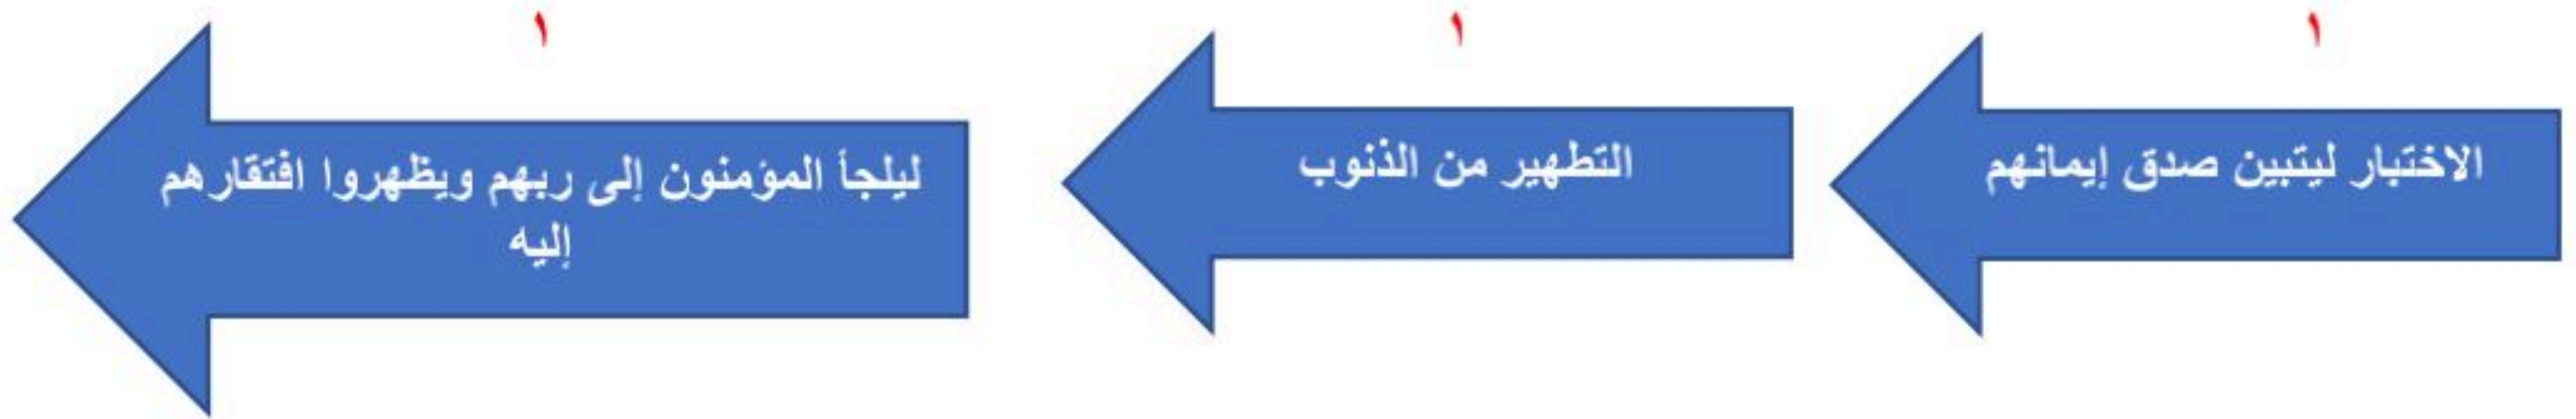 ١
١
١
الاختبار ليتبين صدق إيمانهم
التطهير من الذنوب
ليلجأ المؤمنون إلى ربهم ويظهروا افتقارهم
إليه